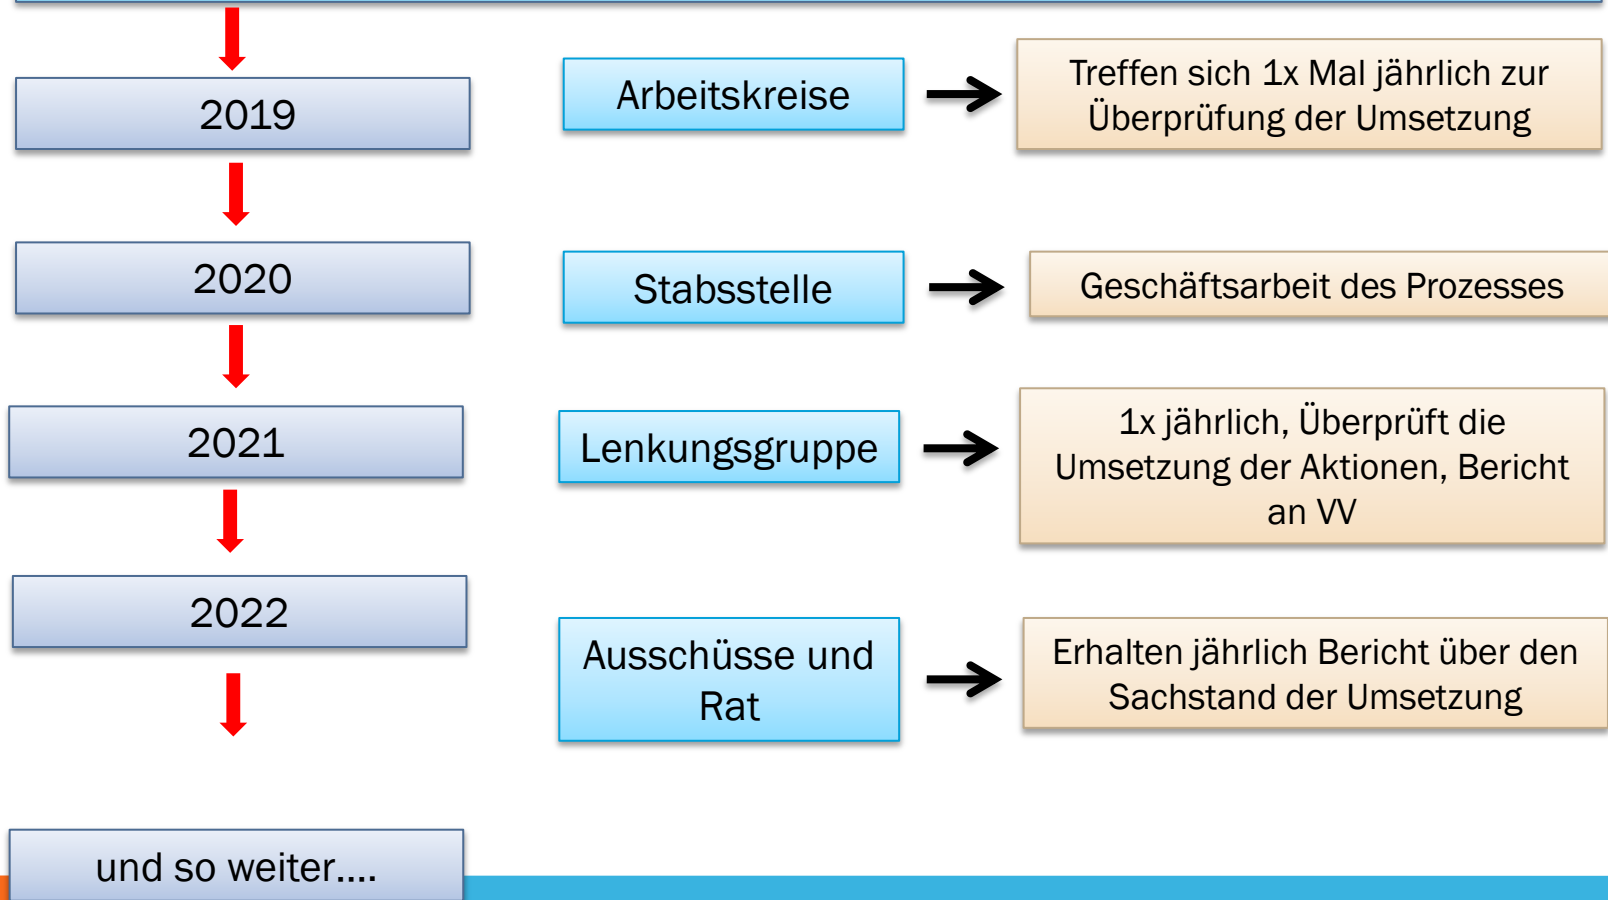 2019
Arbeitskreise
Treffen sich 1x Mal jährlich zur
Überprüfung der Umsetzung
2020
Stabsstelle
Geschäftsarbeit des Prozesses
2021
Lenkungsgruppe
1x jährlich, Überprüft die
Umsetzung der Aktionen, Bericht
an VV
2022
Ausschüsse und
Rat
Erhalten jährlich Bericht über den
Sachstand der Umsetzung
und so weiter....